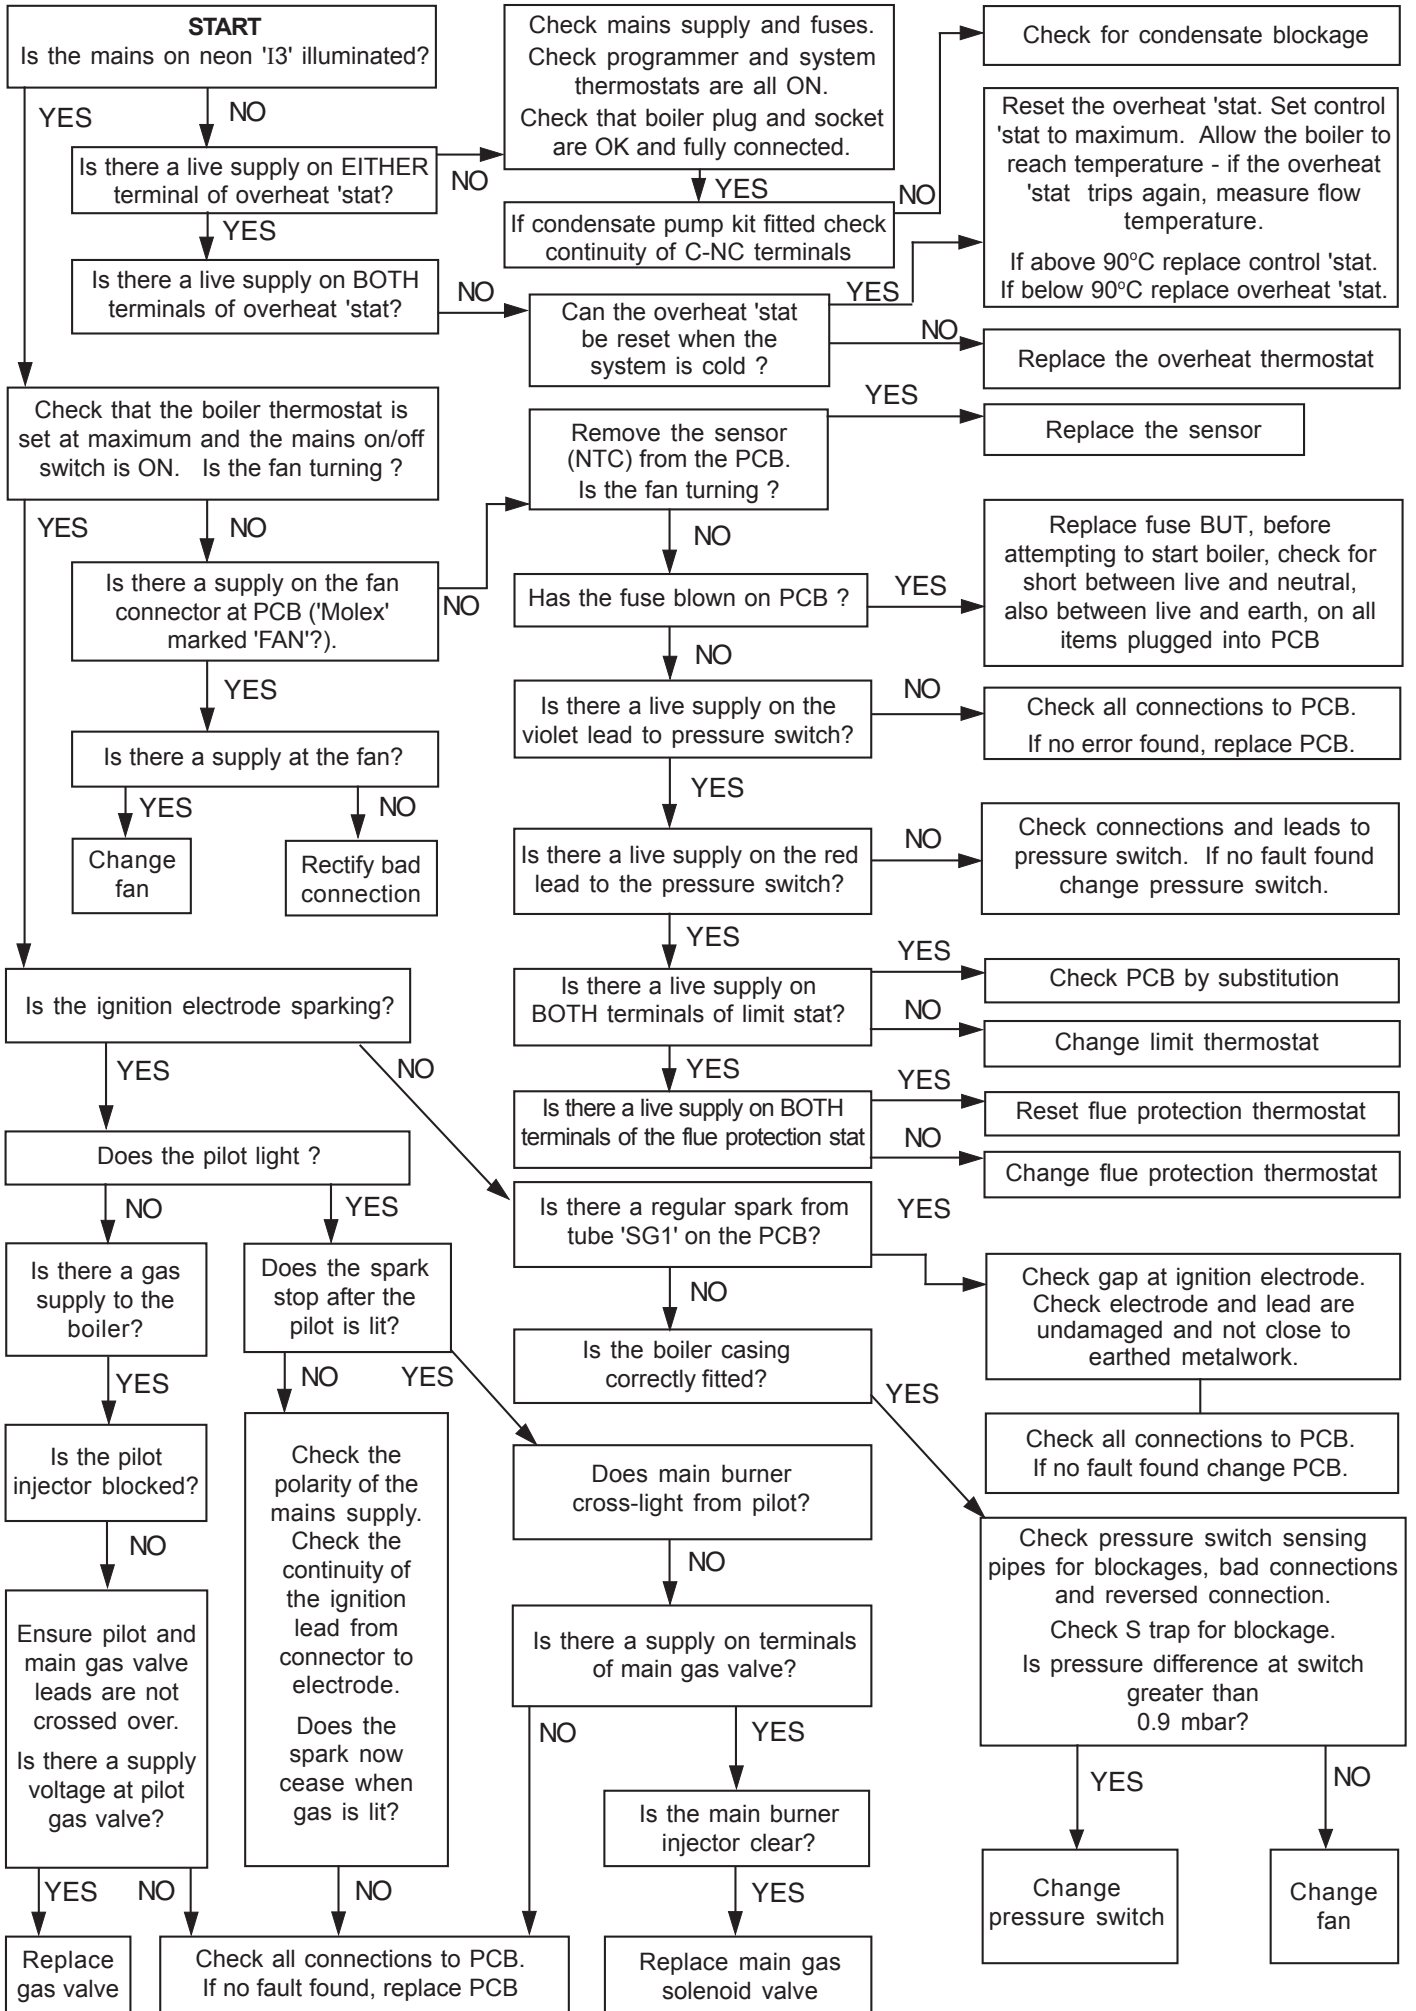 START
Is the mains on neon 'I3' illuminated?
YES
NO
Is there a live supply on EITHER
terminal of overheat 'stat?
NO
YES
Is there a live supply on BOTH
terminals of overheat 'stat?
NO
Check mains supply and fuses.
Check programmer and system
thermostats are all ON.
Check that boiler plug and socket
are OK and fully connected.
YES
If condensate pump kit fitted check
continuity of C-NC terminals
NO
Check for condensate blockage
Can the overheat 'stat
be reset when the
system is cold ?
YES
Reset the overheat 'stat. Set control
'stat to maximum. Allow the boiler to
reach temperature - if the overheat
'stat trips again, measure flow
temperature.
If above 90°C replace control 'stat.
If below 90°C replace overheat 'stat.
NO
Replace the overheat thermostat
Check that the boiler thermostat is
set at maximum and the mains on/off
switch is ON. Is the fan turning ?
YES
NO
Is there a supply on the fan
connector at PCB ('Molex'
marked 'FAN'?).
NO
YES
Is there a supply at the fan?
YES
NO
Change
fan
Rectify bad
connection
Remove the sensor
(NTC) from the PCB.
Is the fan turning ?
YES
Replace the sensor
NO
Has the fuse blown on PCB ?
YES
Replace fuse BUT, before
attempting to start boiler, check for
short between live and neutral,
also between live and earth, on all
items plugged into PCB
NO
Is there a live supply on the
violet lead to pressure switch?
NO
Check all connections to PCB.
If no error found, replace PCB.
YES
Is there a live supply on the red
lead to the pressure switch?
NO
Check connections and leads to
pressure switch. If no fault found
change pressure switch.
YES
Is there a live supply on
BOTH terminals of limit stat?
YES
Check PCB by substitution
NO
Change limit thermostat
YES
Is there a live supply on BOTH
terminals of the flue protection stat
YES
Reset flue protection thermostat
NO
Change flue protection thermostat
Is the ignition electrode sparking?
YES
NO
Does the pilot light ?
NO
YES
Is there a gas
supply to the
boiler?
YES
Is the pilot
injector blocked?
NO
Ensure pilot and
main gas valve
leads are not
crossed over.
Is there a supply
voltage at pilot
gas valve?
YES
NO
Replace
gas valve
Does the spark
stop after the
pilot is lit?
NO
YES
Check the
polarity of the
mains supply.
Check the
continuity of
the ignition
lead from
connector to
electrode.
Does the
spark now
cease when
gas is lit?
NO
Check all connections to PCB.
If no fault found, replace PCB
Is there a regular spark from
tube 'SG1' on the PCB?
YES
Check gap at ignition electrode.
Check electrode and lead are
undamaged and not close to
earthed metalwork.
Check all connections to PCB.
If no fault found change PCB.
NO
Is the boiler casing
correctly fitted?
YES
Check pressure switch sensing
pipes for blockages, bad connections
and reversed connection.
Check S trap for blockage.
Is pressure difference at switch
greater than
0.9 mbar?
YES
NO
Change
pressure switch
Change
fan
Does main burner
cross-light from pilot?
NO
Is there a supply on terminals
of main gas valve?
NO
YES
Is the main burner
injector clear?
YES
Replace main gas
solenoid valve